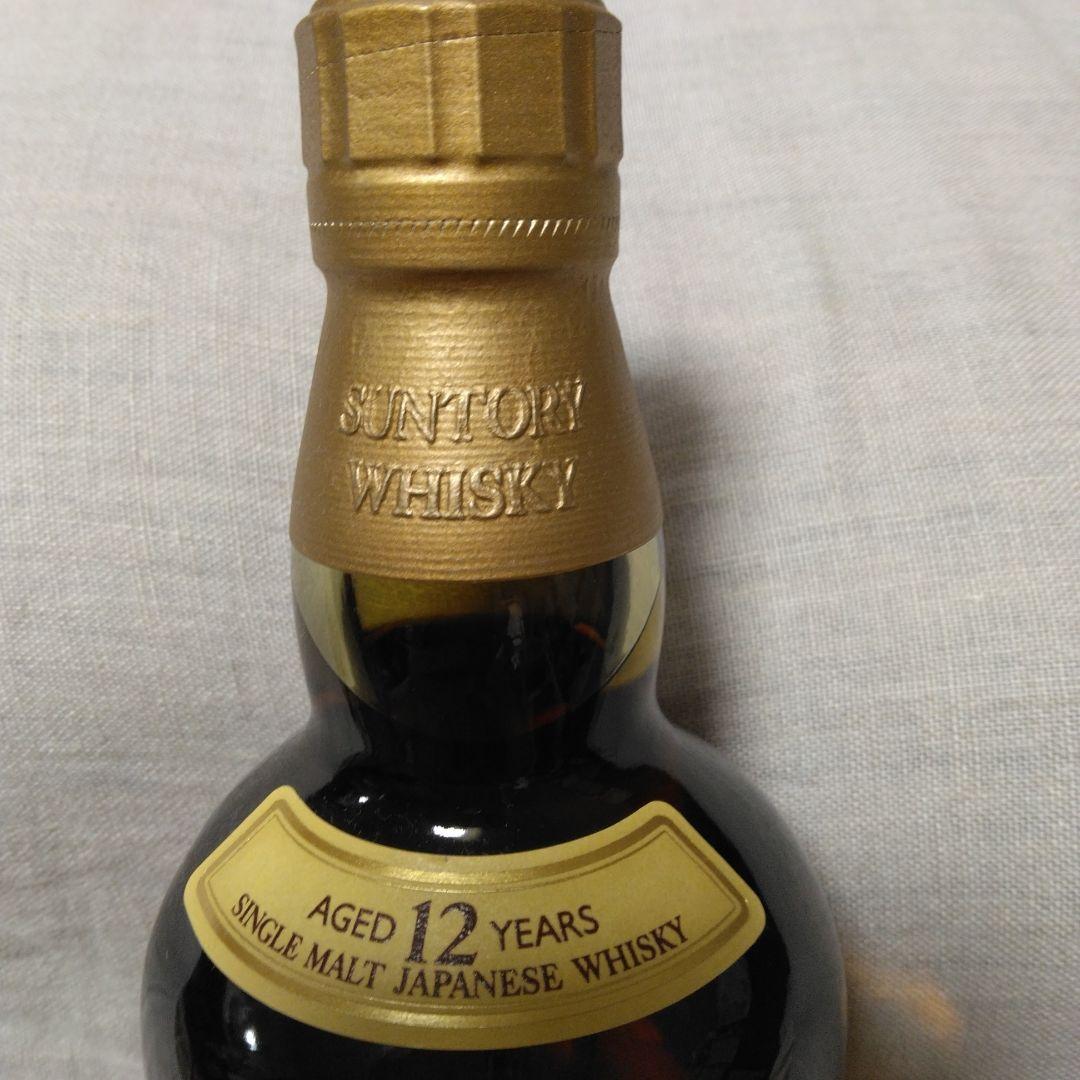 SUNTORY
WHISKY
AGED 12 YEARS
SINGLE MALT JAPANESE WHISKY